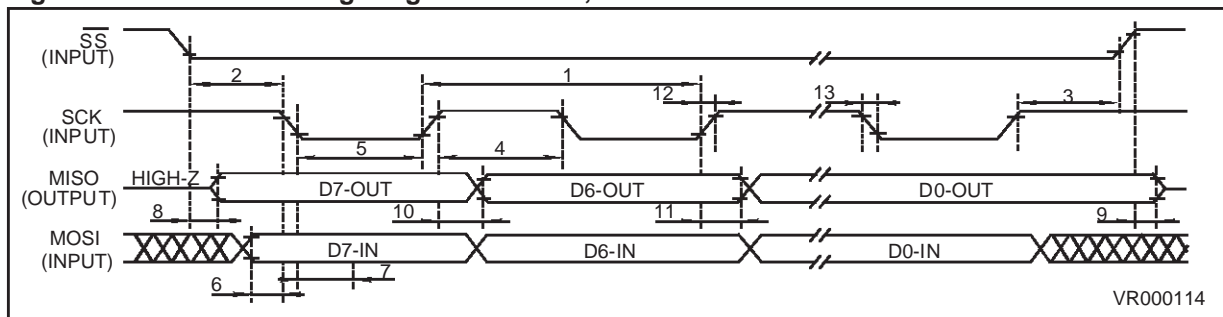 SS
(INPUT)
2
1
12
13
3
SCK
(INPUT)
5
4
MISO
(OUTPUT)
HIGH-Z
D7-OUT
D6-OUT
D0-OUT
8
10
11
9
MOSI
(INPUT)
D7-IN
D6-IN
D0-IN
6
7
VR000114